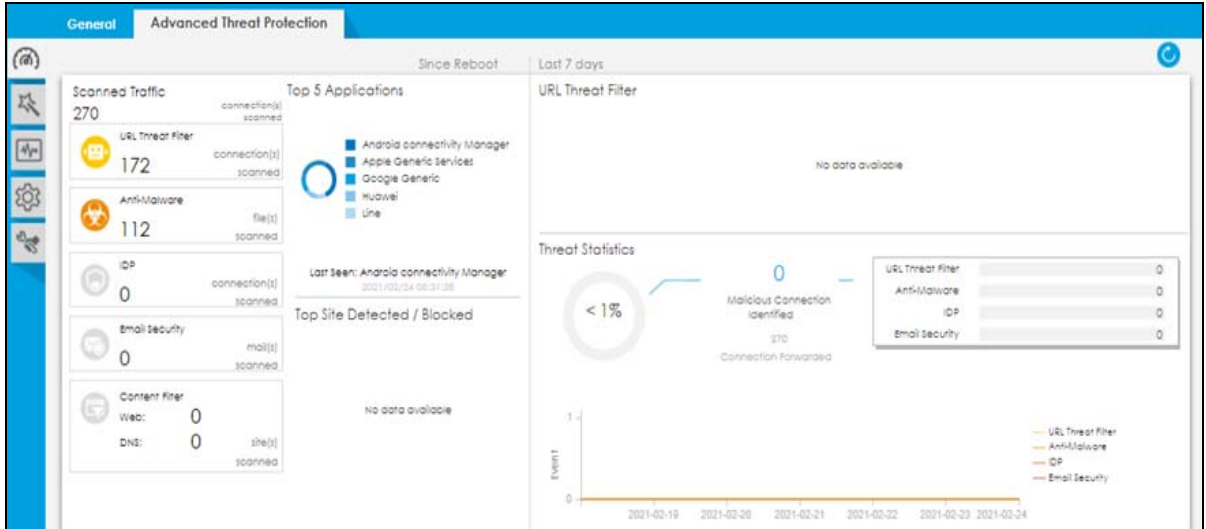 General Advanced Threat Protection
Since Reboot Last 7 days
Scanned Traffic
270 connection(s)
scanned
URL Threat Filter
172 connection(s)
scanned
Anti-Malware
112 file(s)
scanned
IDP
0 connection(s)
scanned
Email Security
0 mail(s)
scanned
Content Filter
Web: 0
DNS: 0 site(s)
scanned
Top 5 Applications
Android connectivity Manager
Apple Generic Services
Google Generic
Huawei
Line
Last Seen: Android connectivity Manager
2021/02/24 08:31:28
Top Site Detected / Blocked
No data available
URL Threat Filter
No data available
Threat Statistics
< 1%
0
Malicious Connection
Identified
270
Connection Forwarded
URL Threat Filter 0
Anti-Malware 0
IDP 0
Email Security 0
1
EVENT
0
2021-02-19 2021-02-20 2021-02-21 2021-02-22 2021-02-23 2021-02-24
URL Threat Filter
Anti-Malware
IDP
Email Security